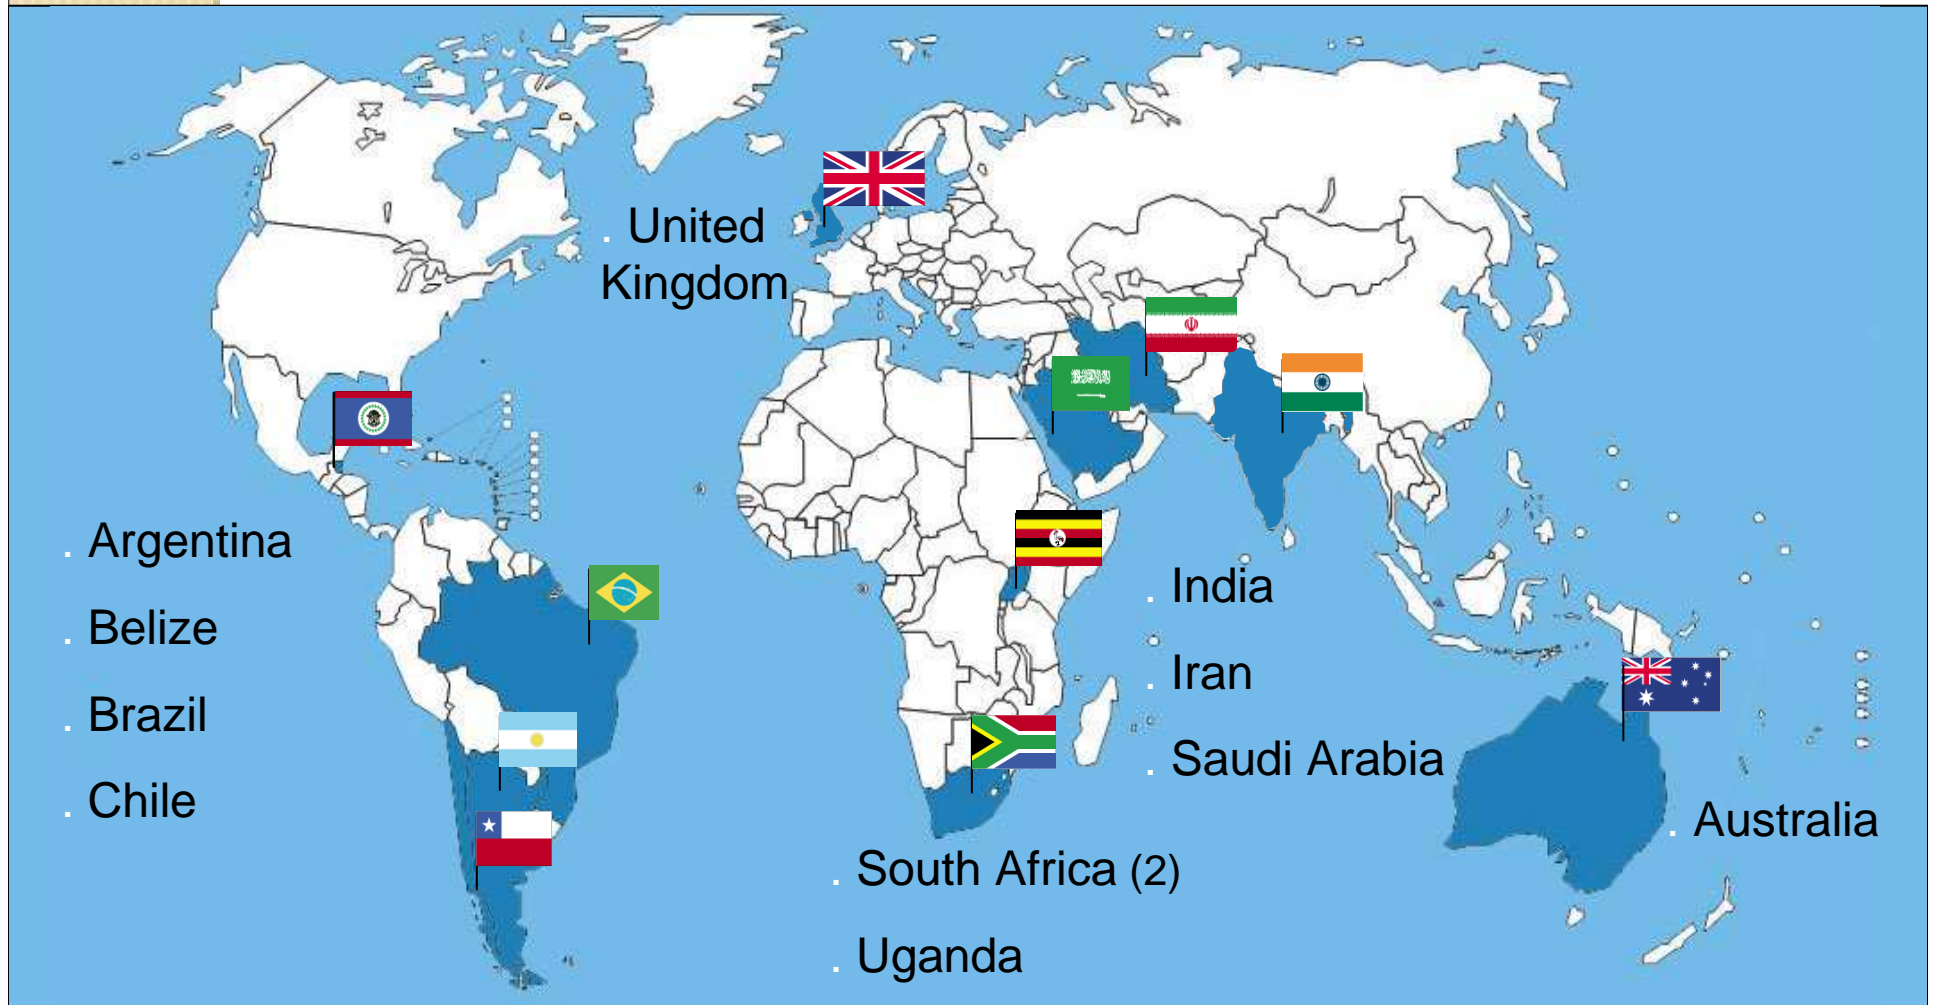 . United
Kingdom
. Argentina
. Belize
. Brazil
. Chile
. India
. Iran
. Saudi Arabia
. Australia
. South Africa (2)
. Uganda